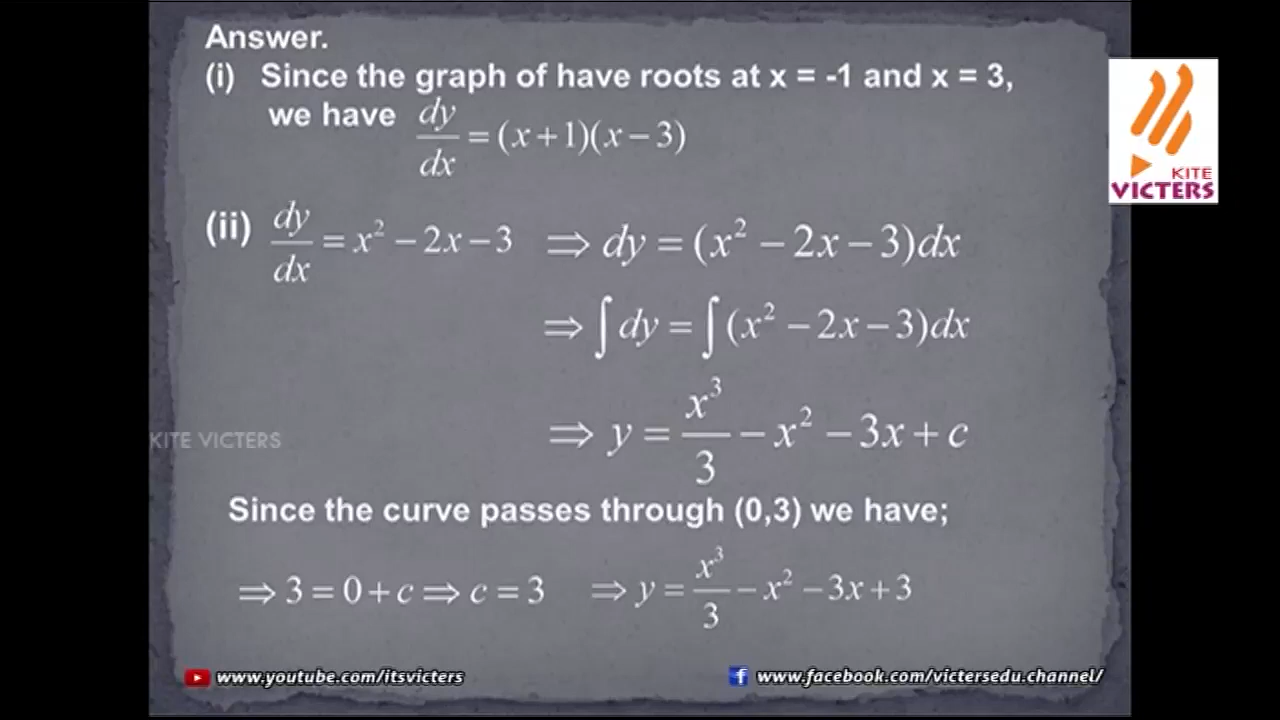 Answer.
(i) Since the graph of have roots at x = -1 and x = 3,
we have dy/dx = (x+1)(x−3)
KITE
VICTERS
(ii) dy/dx = x² − 2x − 3 ⇒ dy = (x² − 2x − 3)dx
⇒ ∫dy = ∫(x² − 2x − 3)dx
⇒ y = x³/3 − x² − 3x + c
KITE VICTERS
Since the curve passes through (0,3) we have;
⇒ 3 = 0 + c ⇒ c = 3 ⇒ y = x³/3 − x² − 3x + 3
www.youtube.com/itsvicters
f www.facebook.com/victersedu.channel/